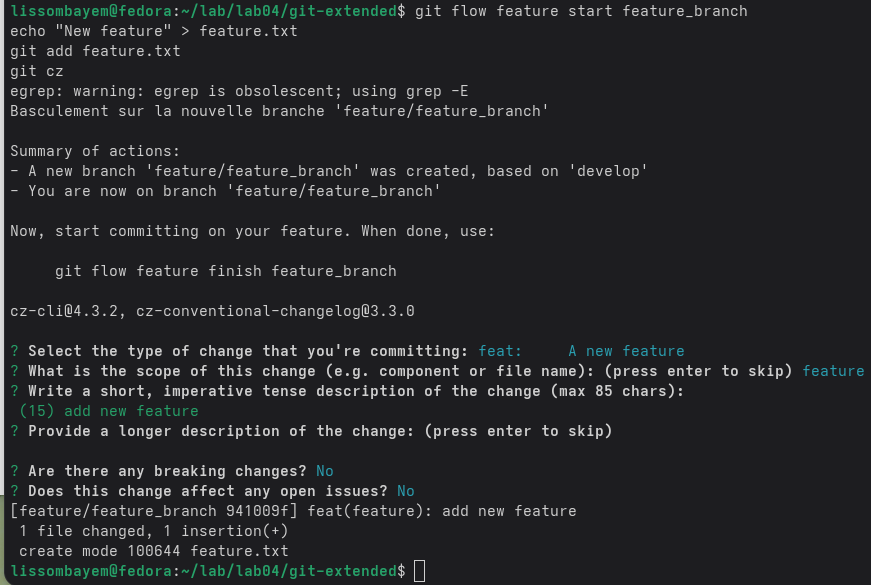 lissombayem@fedora:~/lab/lab04/git-extended$ git flow feature start feature_branch
echo "New feature" > feature.txt
git add feature.txt
git cz
egrep: warning: egrep is obsolescent; using grep -E
Basculement sur la nouvelle branche 'feature/feature_branch'
Summary of actions:
- A new branch 'feature/feature_branch' was created, based on 'develop'
- You are now on branch 'feature/feature_branch'
Now, start committing on your feature. When done, use:
git flow feature finish feature_branch
cz-cli@4.3.2, cz-conventional-changelog@3.3.0
? Select the type of change that you're committing: feat:     A new feature
? What is the scope of this change (e.g. component or file name): (press enter to skip) feature
? Write a short, imperative tense description of the change (max 85 chars):
(15) add new feature
? Provide a longer description of the change: (press enter to skip)
? Are there any breaking changes? No
? Does this change affect any open issues? No
[feature/feature_branch 941009f] feat(feature): add new feature
1 file changed, 1 insertion(+)
create mode 100644 feature.txt
lissombayem@fedora:~/lab/lab04/git-extended$